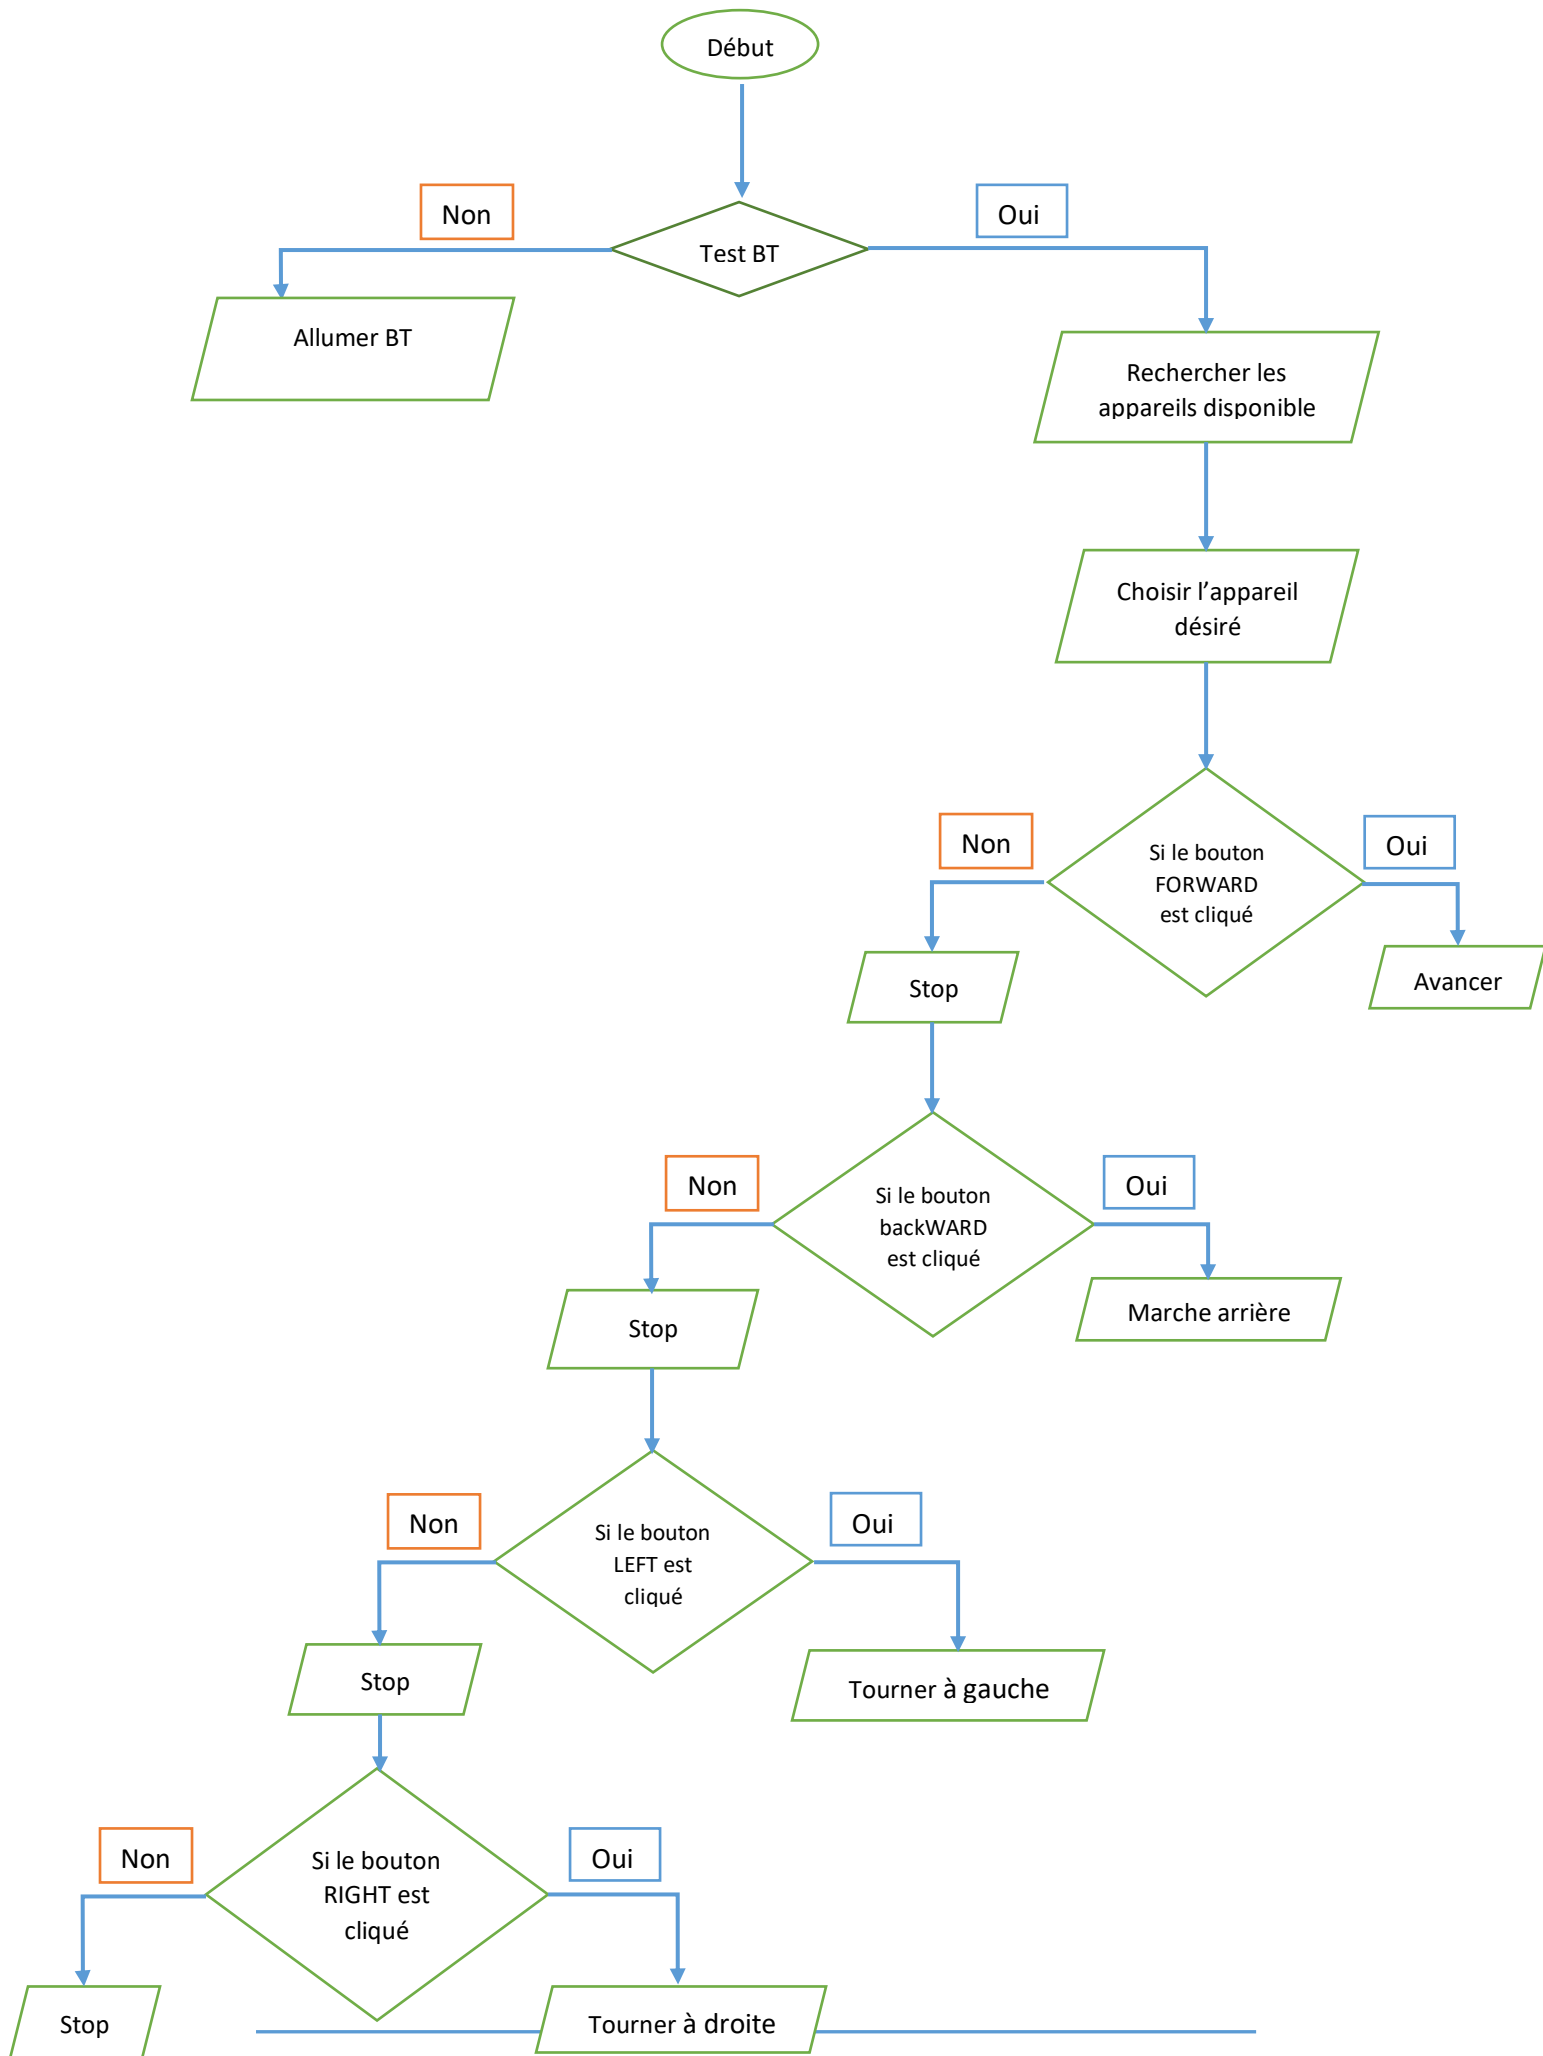 Début
Non
Oui
Test BT
Allumer BT
Rechercher les
appareils disponible
Choisir l’appareil
désiré
Non
Oui
Si le bouton
FORWARD
est cliqué
Stop
Avancer
Non
Oui
Si le bouton
backWARD
est cliqué
Stop
Marche arrière
Non
Oui
Si le bouton
LEFT est
cliqué
Stop
Tourner à gauche
Non
Oui
Si le bouton
RIGHT est
cliqué
Stop
Tourner à droite